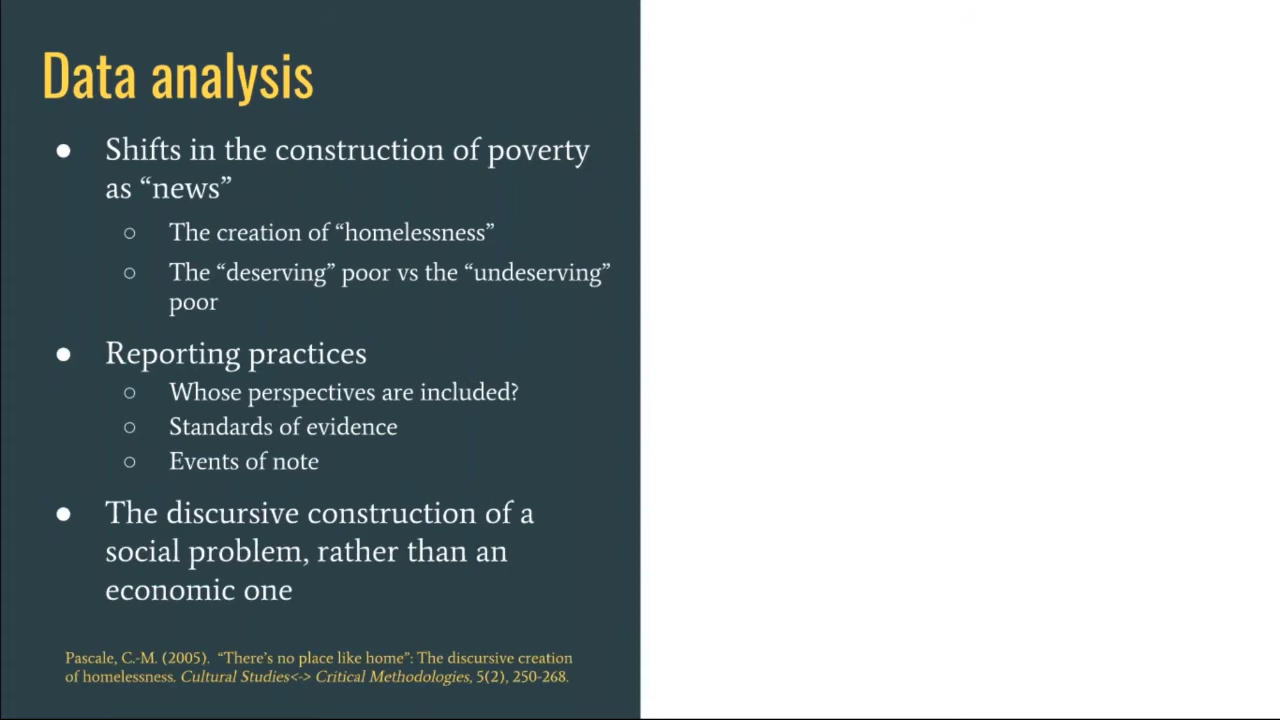 Data analysis
● Shifts in the construction of poverty
as “news”
○ The creation of “homelessness”
○ The “deserving” poor vs the “undeserving”
poor
● Reporting practices
○ Whose perspectives are included?
○ Standards of evidence
○ Events of note
● The discursive construction of a
social problem, rather than an
economic one
Pascale, C.-M. (2005). “There’s no place like home”: The discursive creation
of homelessness. Cultural Studies<-> Critical Methodologies, 5(2), 250-268.